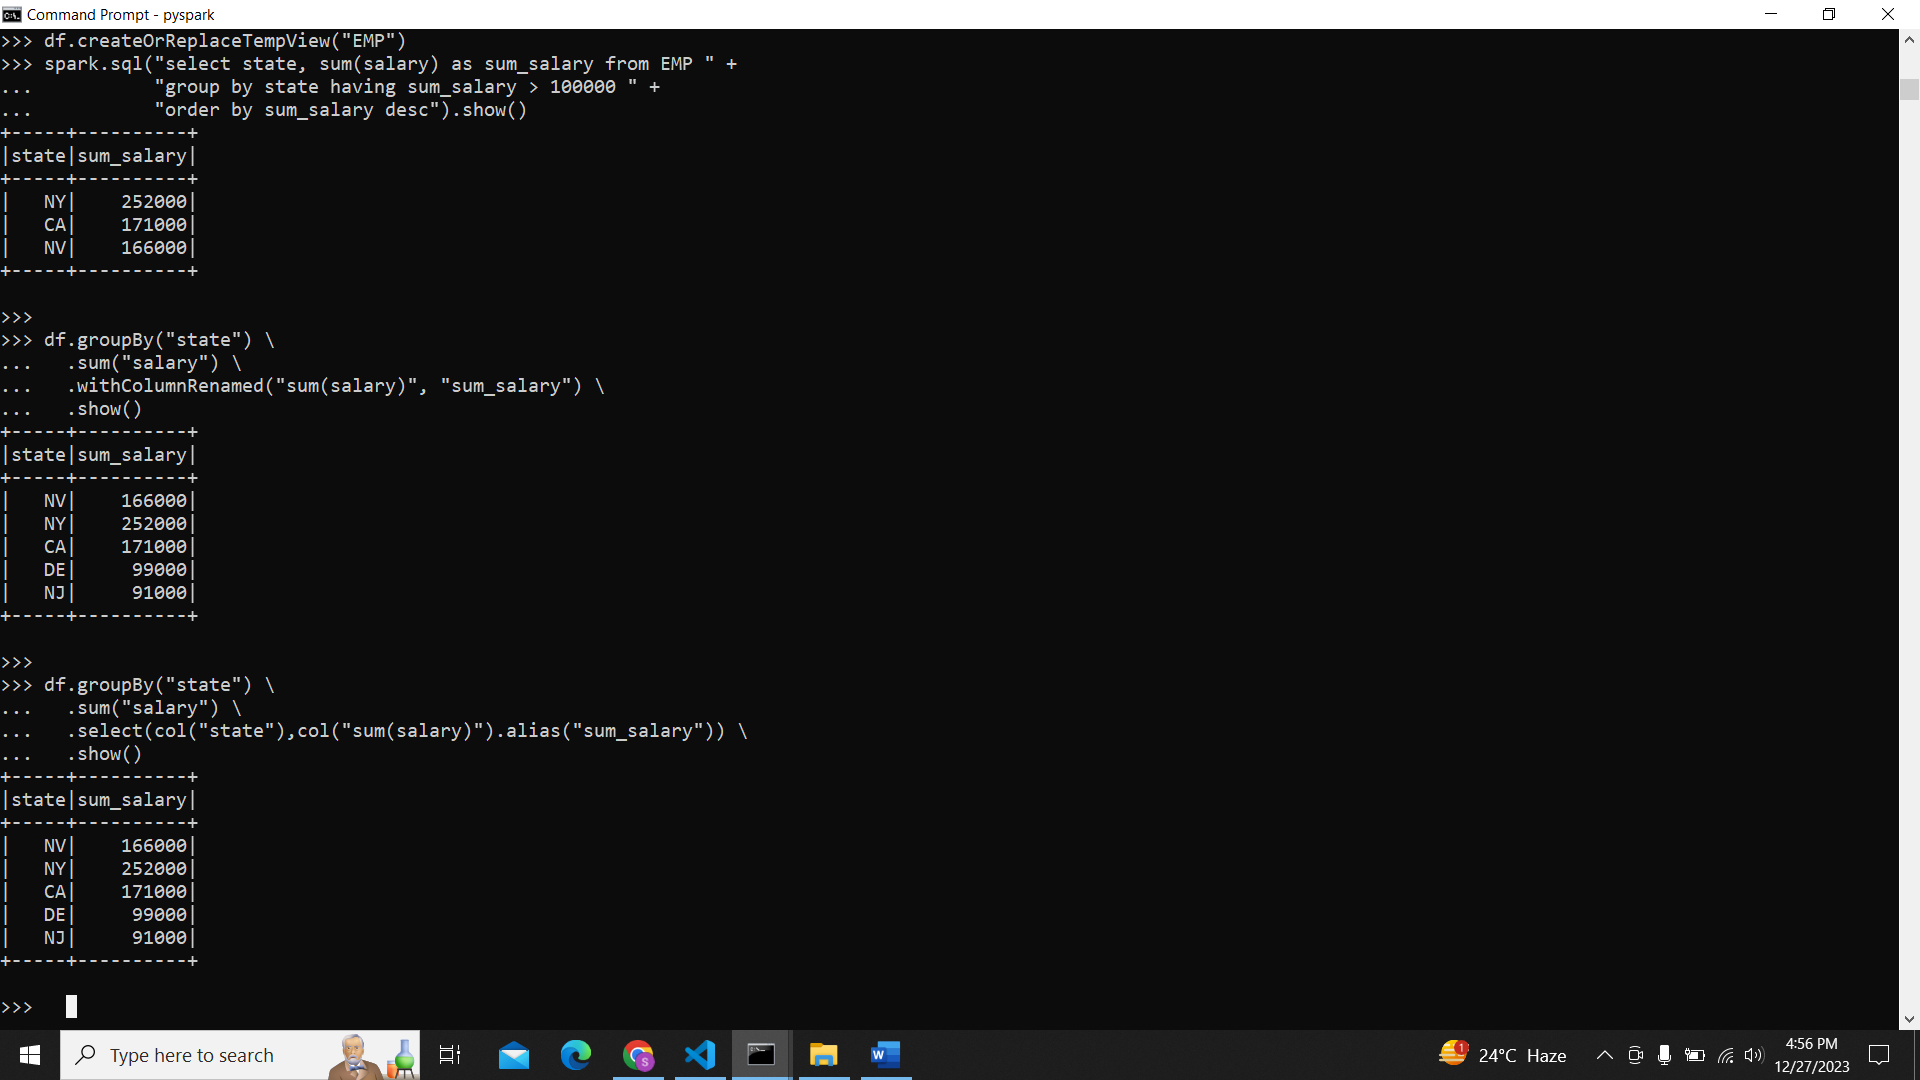 Command Prompt - pyspark
>>> df.createOrReplaceTempView("EMP")
>>> spark.sql("select state, sum(salary) as sum_salary from EMP " +
...           "group by state having sum_salary > 100000 " +
...           "order by sum_salary desc").show()
+-----+----------+
|state|sum_salary|
+-----+----------+
|   NY|    252000|
|   CA|    171000|
|   NV|    166000|
+-----+----------+
>>>
>>> df.groupBy("state") \
...   .sum("salary") \
...   .withColumnRenamed("sum(salary)", "sum_salary") \
...   .show()
+-----+----------+
|state|sum_salary|
+-----+----------+
|   NV|    166000|
|   NY|    252000|
|   CA|    171000|
|   DE|     99000|
|   NJ|     91000|
+-----+----------+
>>>
>>> df.groupBy("state") \
...   .sum("salary") \
...   .select(col("state"),col("sum(salary)").alias("sum_salary")) \
...   .show()
+-----+----------+
|state|sum_salary|
+-----+----------+
|   NV|    166000|
|   NY|    252000|
|   CA|    171000|
|   DE|     99000|
|   NJ|     91000|
+-----+----------+
>>>
Type here to search
S
W
1
24°C Haze
4:56 PM
12/27/2023